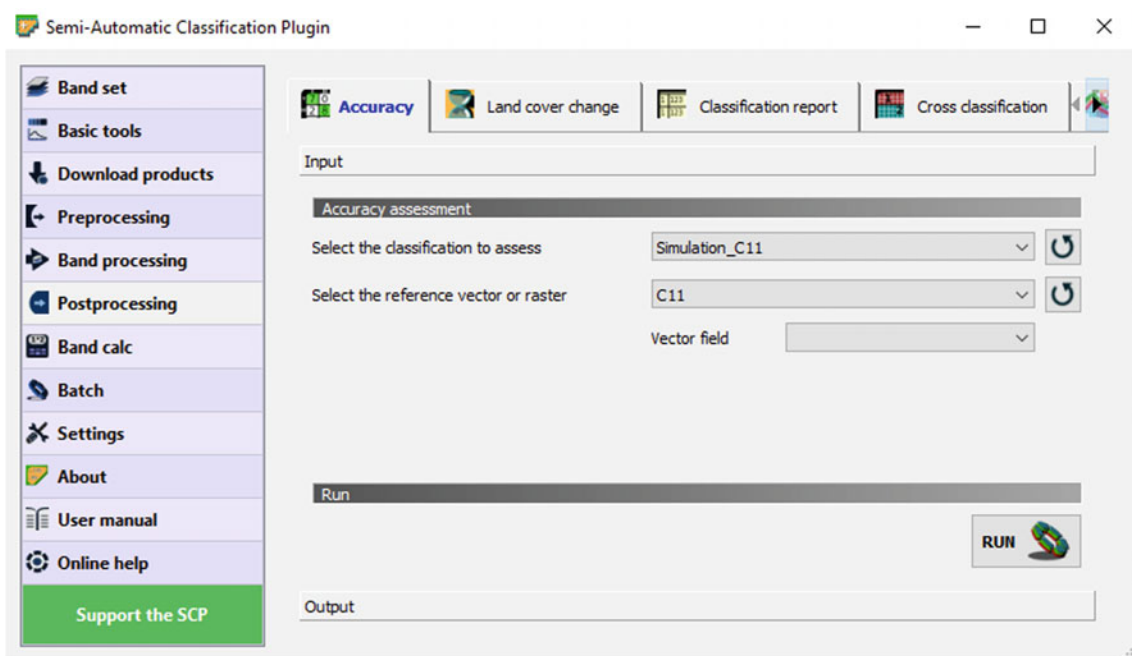 Semi-Automatic Classification Plugin
Band set
Basic tools
Download products
Preprocessing
Band processing
Postprocessing
Band calc
Batch
Settings
About
User manual
Online help
Support the SCP
Accuracy
Land cover change
Classification report
Cross classification
Input
Accuracy assessment
Select the classification to assess
Simulation_C11
Select the reference vector or raster
C11
Vector field
Run
RUN
Output